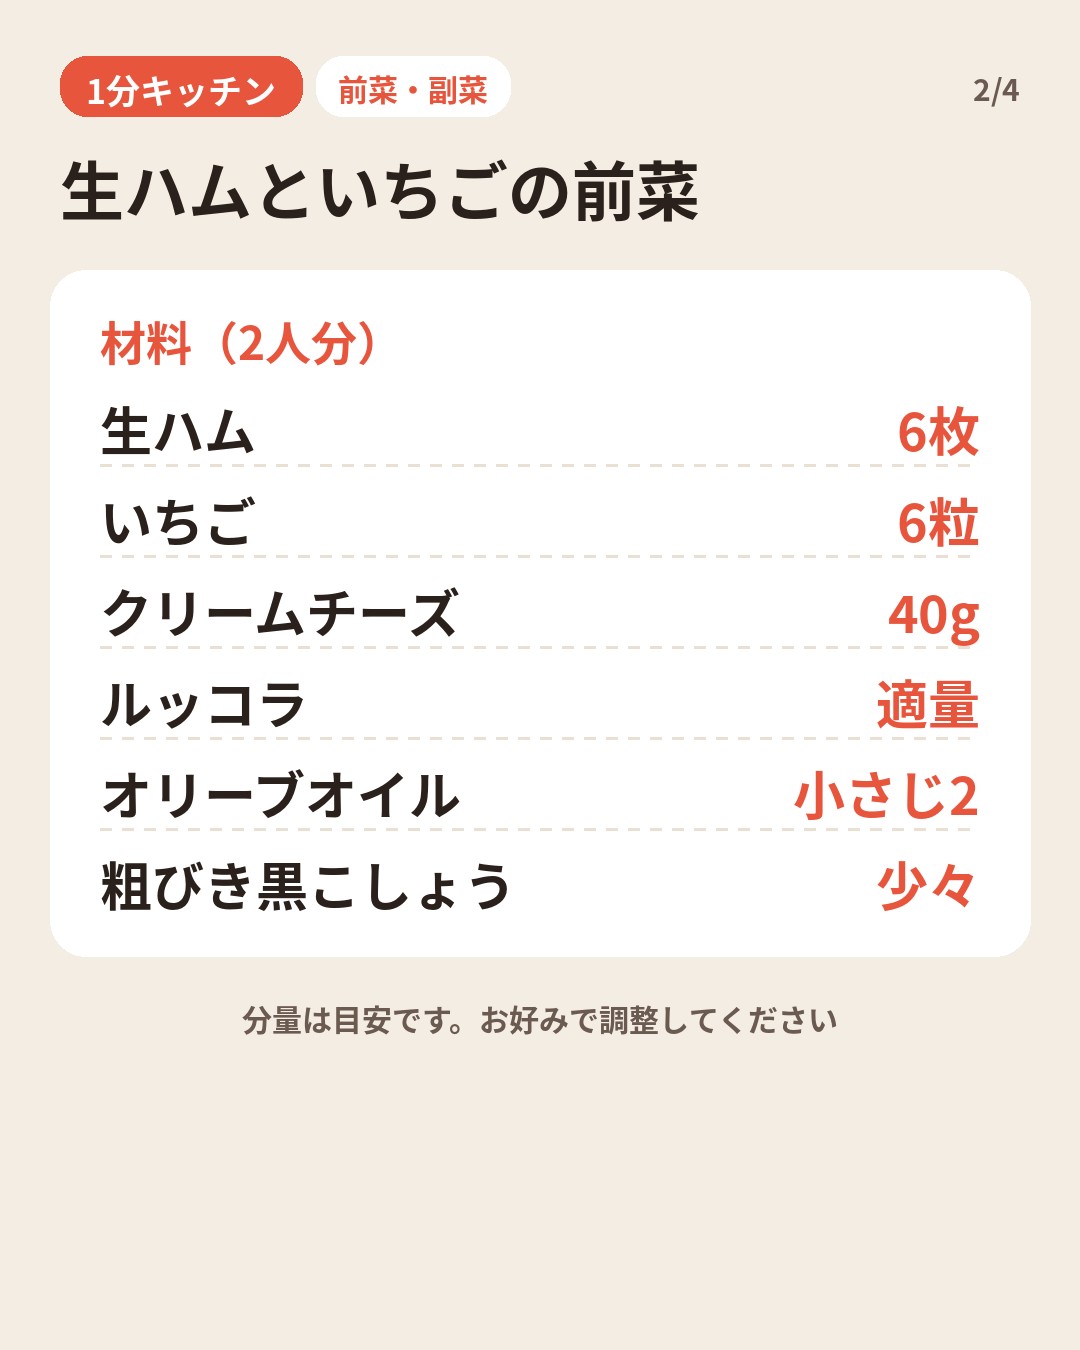 1分キッチン 前菜・副菜 2/4
生ハムといちごの前菜
材料（2人分）
生ハム 6枚
いちご 6粒
クリームチーズ 40g
ルッコラ 適量
オリーブオイル 小さじ2
粗びき黒こしょう 少々
分量は目安です。お好みで調整してください